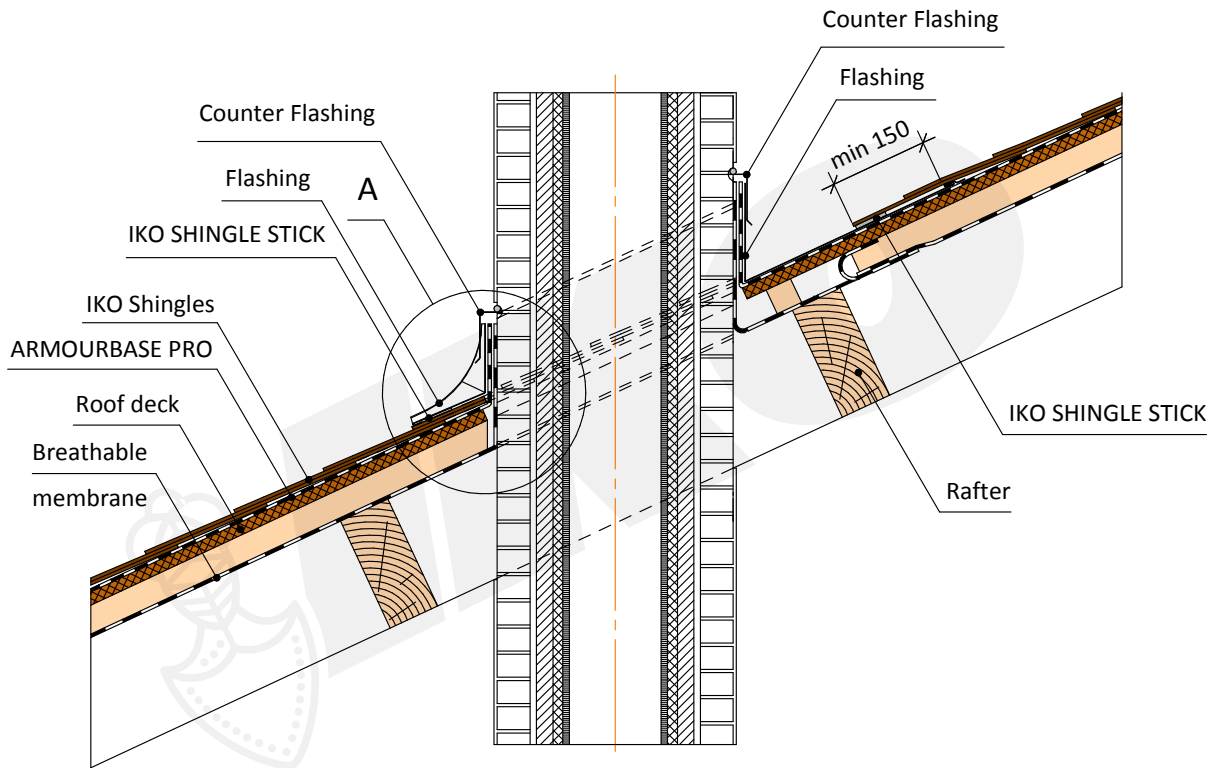 Counter Flashing
Flashing
Counter Flashing
min 150
Flashing
A
IKO SHINGLE STICK
IKO Shingles
ARMOURBASE PRO
Roof deck
Breathable
membrane
IKO SHINGLE STICK
Rafter
IKO